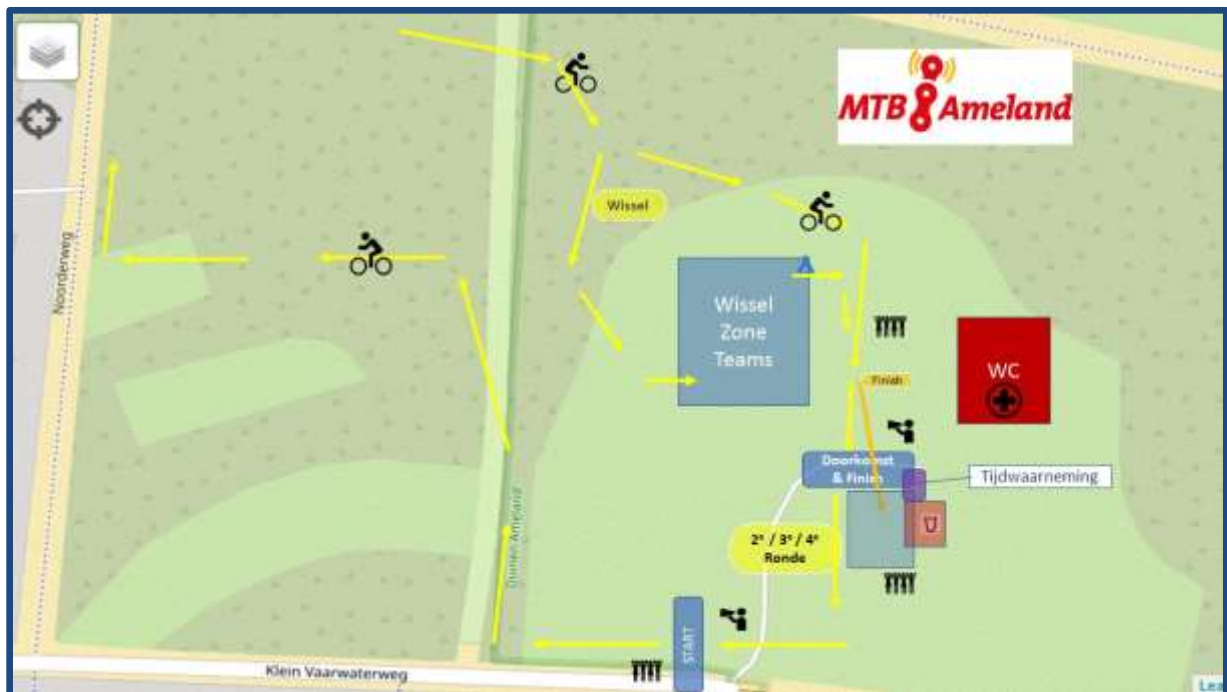 MTB Ameland
Wissel
Noorderweg
Wissel
Zone
Teams
WC
Finish
Doorkomst
& Finish
Tijdwaarneming
2e / 3e / 4e
Ronde
Duinen Ameland
START
Klein Vaarwaterweg
Lea